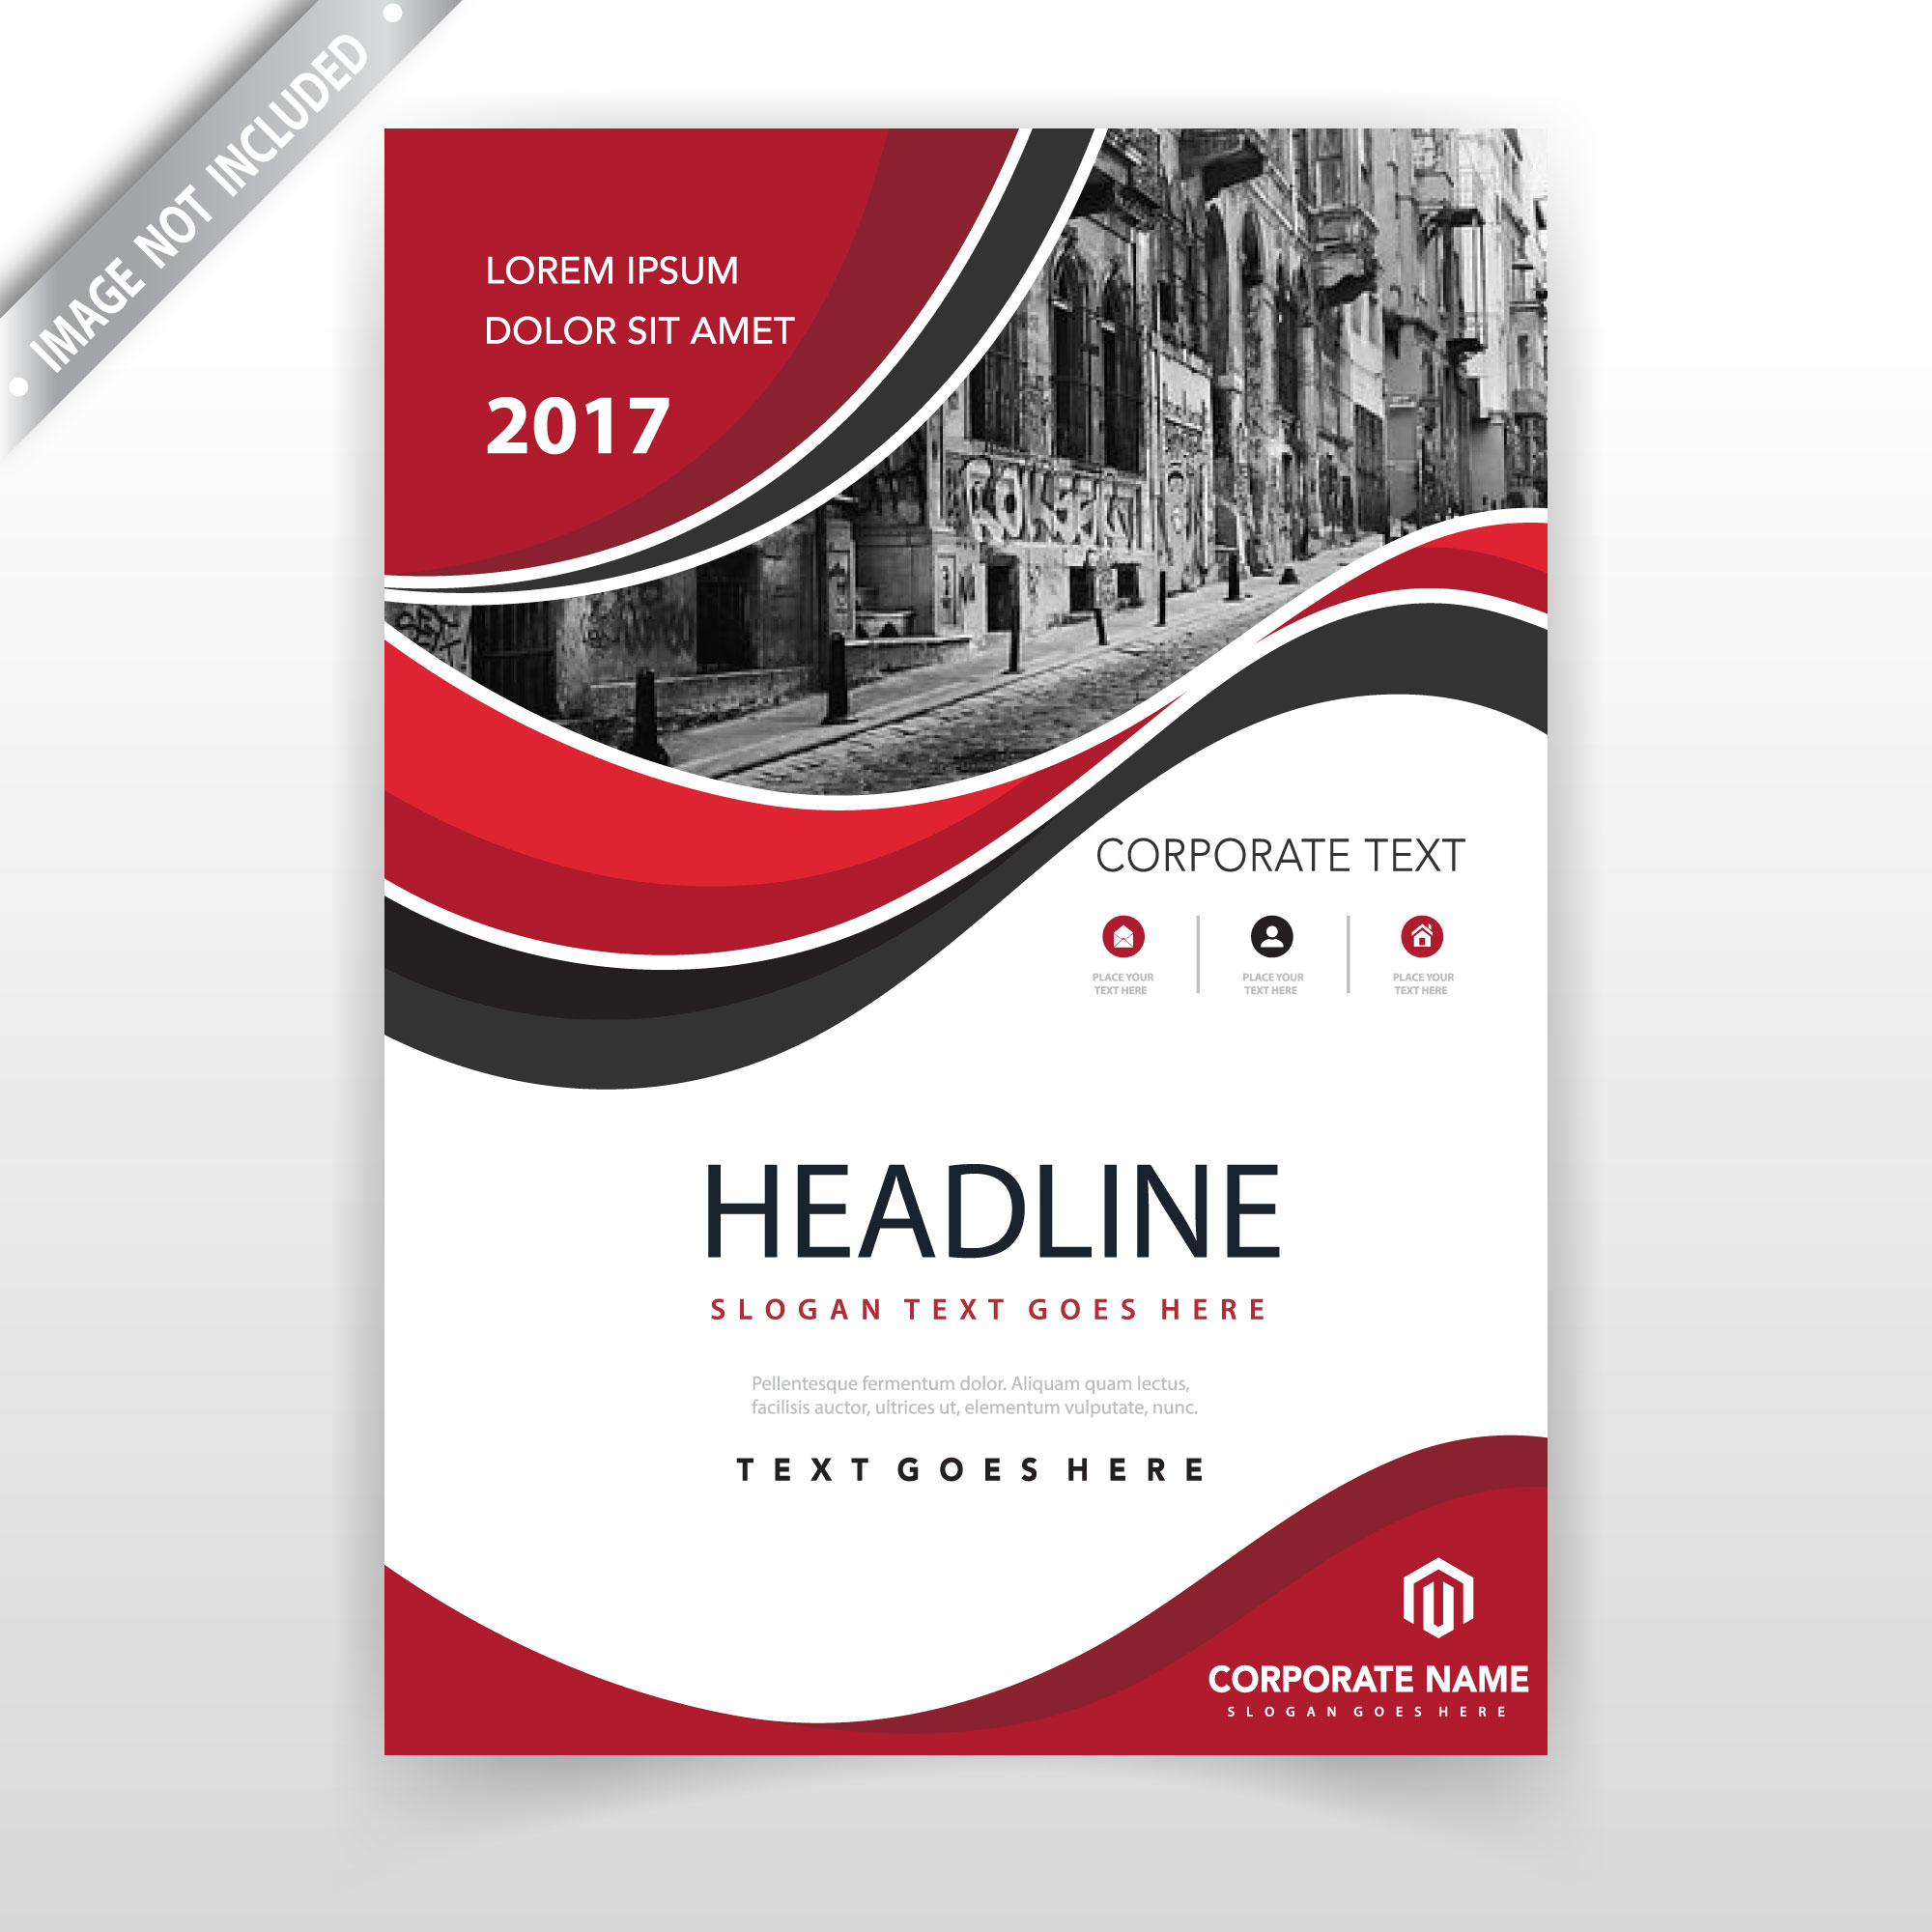 IMAGE NOT INCLUDED
LOREM IPSUM
DOLOR SIT AMET
2017
CORPORATE TEXT
PLACE YOUR
TEXT HERE
PLACE YOUR
TEXT HERE
PLACE YOUR
TEXT HERE
HEADLINE
SLOGAN TEXT GOES HERE
Pellentesque fermentum dolor. Aliquam quam lectus,
facilisis auctor, ultrices ut, elementum vulputate, nunc.
TEXT GOES HERE
CORPORATE NAME
SLOGAN GOES HERE